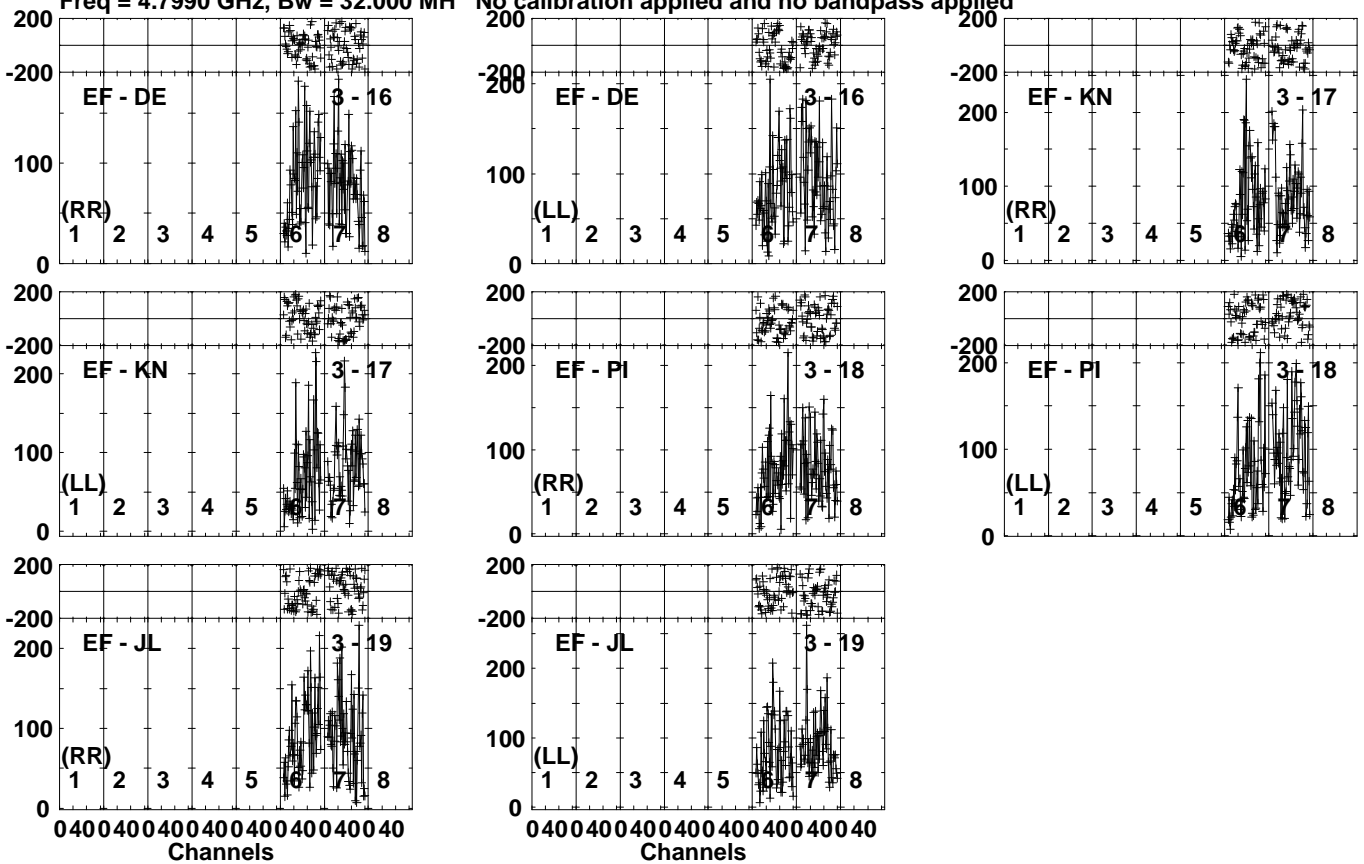 Freq = 4.7990 GHz, Bw = 32.000 MH No calibration applied and no bandpass applied
200
-200
EF - DE 3 - 16
100
(RR)
1 2 3 4 5 6 7 8
0
200
-200
200
EF - DE 3 - 16
100
(LL)
1 2 3 4 5 6 7 8
0
200
-200
EF - KN 3 - 17
200
100
(RR)
1 2 3 4 5 6 7 8
0
200
-200
EF - KN 3 - 17
200
100
(LL)
1 2 3 4 5 6 7 8
0
200
-200
EF - PI 3 - 18
200
100
(RR)
1 2 3 4 5 6 7 8
0
200
-200
EF - PI 3 - 18
200
100
(LL)
1 2 3 4 5 6 7 8
0
200
-200
EF - JL 3 - 19
200
100
(RR)
1 2 3 4 5 6 7 8
0
0 40 0 40 0 40 0 40 0 40 0 40 0 40 0 40
Channels
200
-200
EF - JL 3 - 19
200
100
(LL)
1 2 3 4 5 6 7 8
0
0 40 0 40 0 40 0 40 0 40 0 40 0 40 0 40
Channels